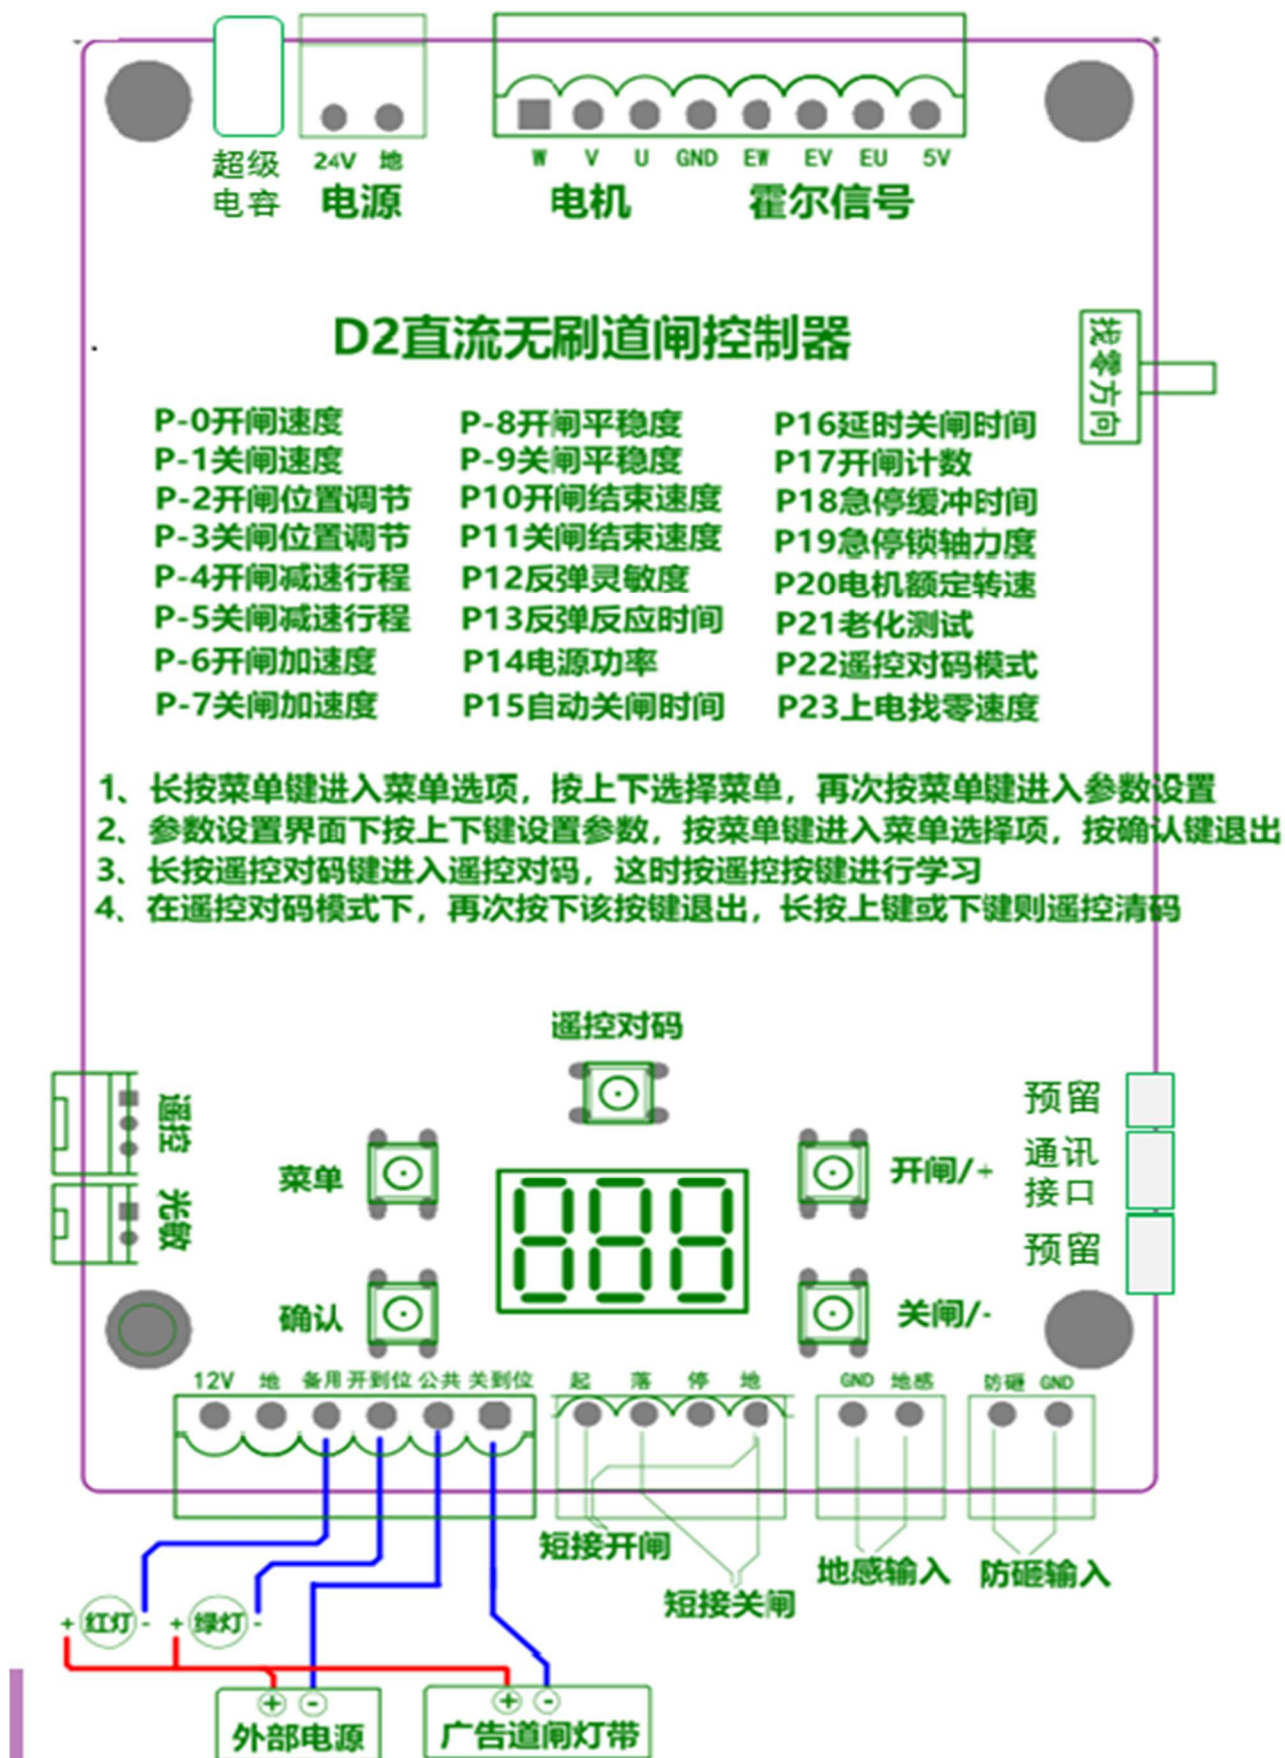 超级
电容
24V 地
电源
W V U GND EW EV EU 5V
电机
霍尔信号
D2直流无刷道闸控制器
找零方向
P-0开闸速度
P-1关闸速度
P-2开闸位置调节
P-3关闸位置调节
P-4开闸减速行程
P-5关闸减速行程
P-6开闸加速度
P-7关闸加速度
P-8开闸平稳度
P-9关闸平稳度
P10开闸结束速度
P11关闸结束速度
P12反弹灵敏度
P13反弹反应时间
P14电源功率
P15自动关闸时间
P16延时关闸时间
P17开闸计数
P18急停缓冲时间
P19急停锁轴力度
P20电机额定转速
P21老化测试
P22遥控对码模式
P23上电找零速度
1、长按菜单键进入菜单选项，按上下选择菜单，再次按菜单键进入参数设置
2、参数设置界面下按上下键设置参数，按菜单键进入菜单选择项，按确认键退出
3、长按遥控对码键进入遥控对码，这时按遥控按键进行学习
4、在遥控对码模式下，再次按下该按键退出，长按上键或下键则遥控清码
遥控对码
遥控
光敏
菜单
确认
888
开闸/+
关闸/-
预留
通讯
接口
预留
12V 地 备用 开到位 公共 关到位
起 落 停 地
GND 地感
防砸 GND
短接开闸
短接关闸
地感输入
防砸输入
+ 红灯 - + 绿灯 -
+ -
外部电源
+ -
广告道闸灯带